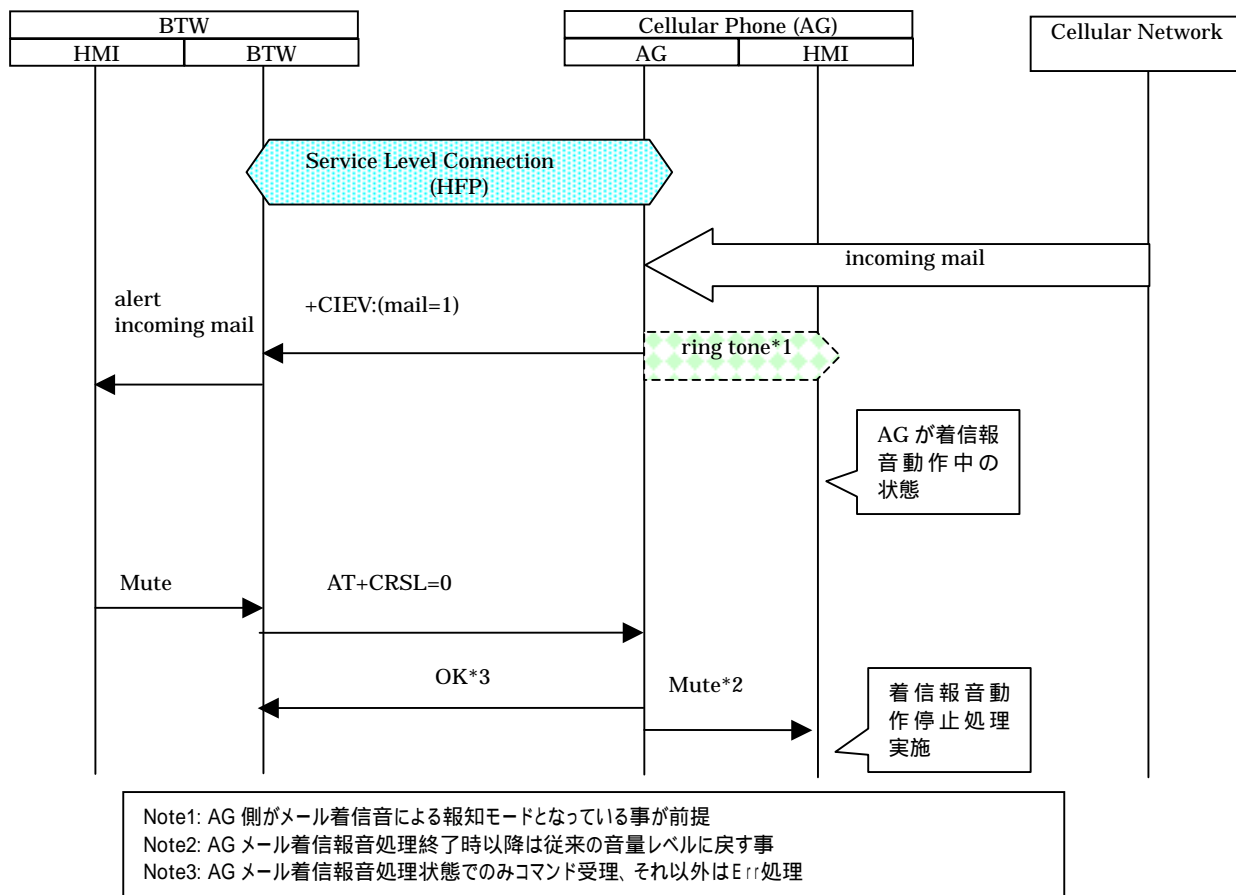 BTW
HMI BTW
Cellular Phone (AG)
AG HMI
Cellular Network
Service Level Connection
(HFP)
incoming mail
alert
incoming mail
+CIEV:(mail=1)
ring tone*1
AG が着信報
音動作中の
状態
Mute
AT+CRSL=0
OK*3
Mute*2
着信報音動
作停止処理
実施
Note1: AG 側がメール着信音による報知モードとなっている事が前提
Note2: AG メール着信報音処理終了時以降は従来の音量レベルに戻す事
Note3: AG メール着信報音処理状態でのみコマンド受理、それ以外はErr処理